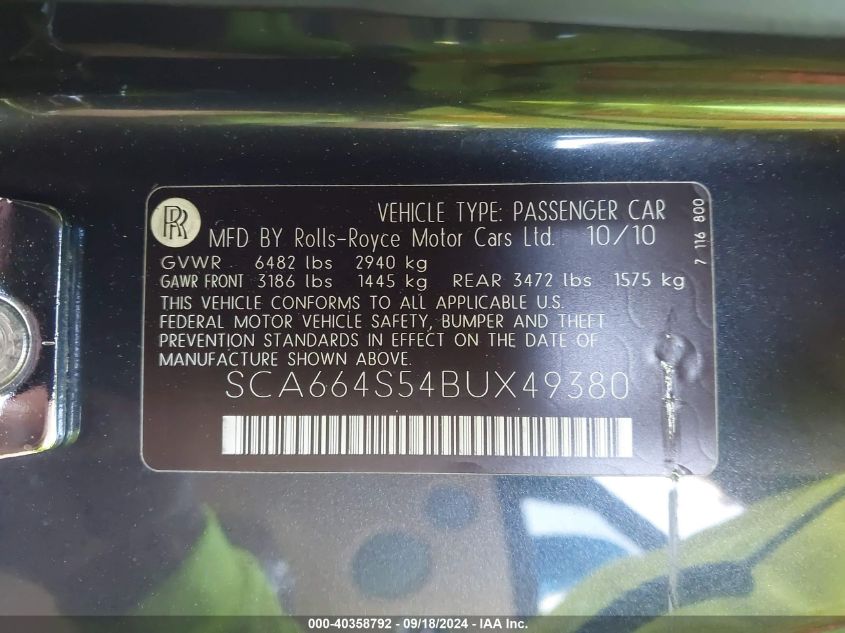 RR
VEHICLE TYPE: PASSENGER CAR
MFD BY Rolls-Royce Motor Cars Ltd. 10/10
GVWR 6482 lbs 2940 kg
GAWR FRONT 3186 lbs 1445 kg REAR 3472 lbs 1575 kg
THIS VEHICLE CONFORMS TO ALL APPLICABLE U.S.
FEDERAL MOTOR VEHICLE SAFETY, BUMPER AND THEFT
PREVENTION STANDARDS IN EFFECT ON THE DATE OF
MANUFACTURE SHOWN ABOVE.
SCA664S54BUX49380
7 116 800
000-40358792 - 09/18/2024 - IAA Inc.